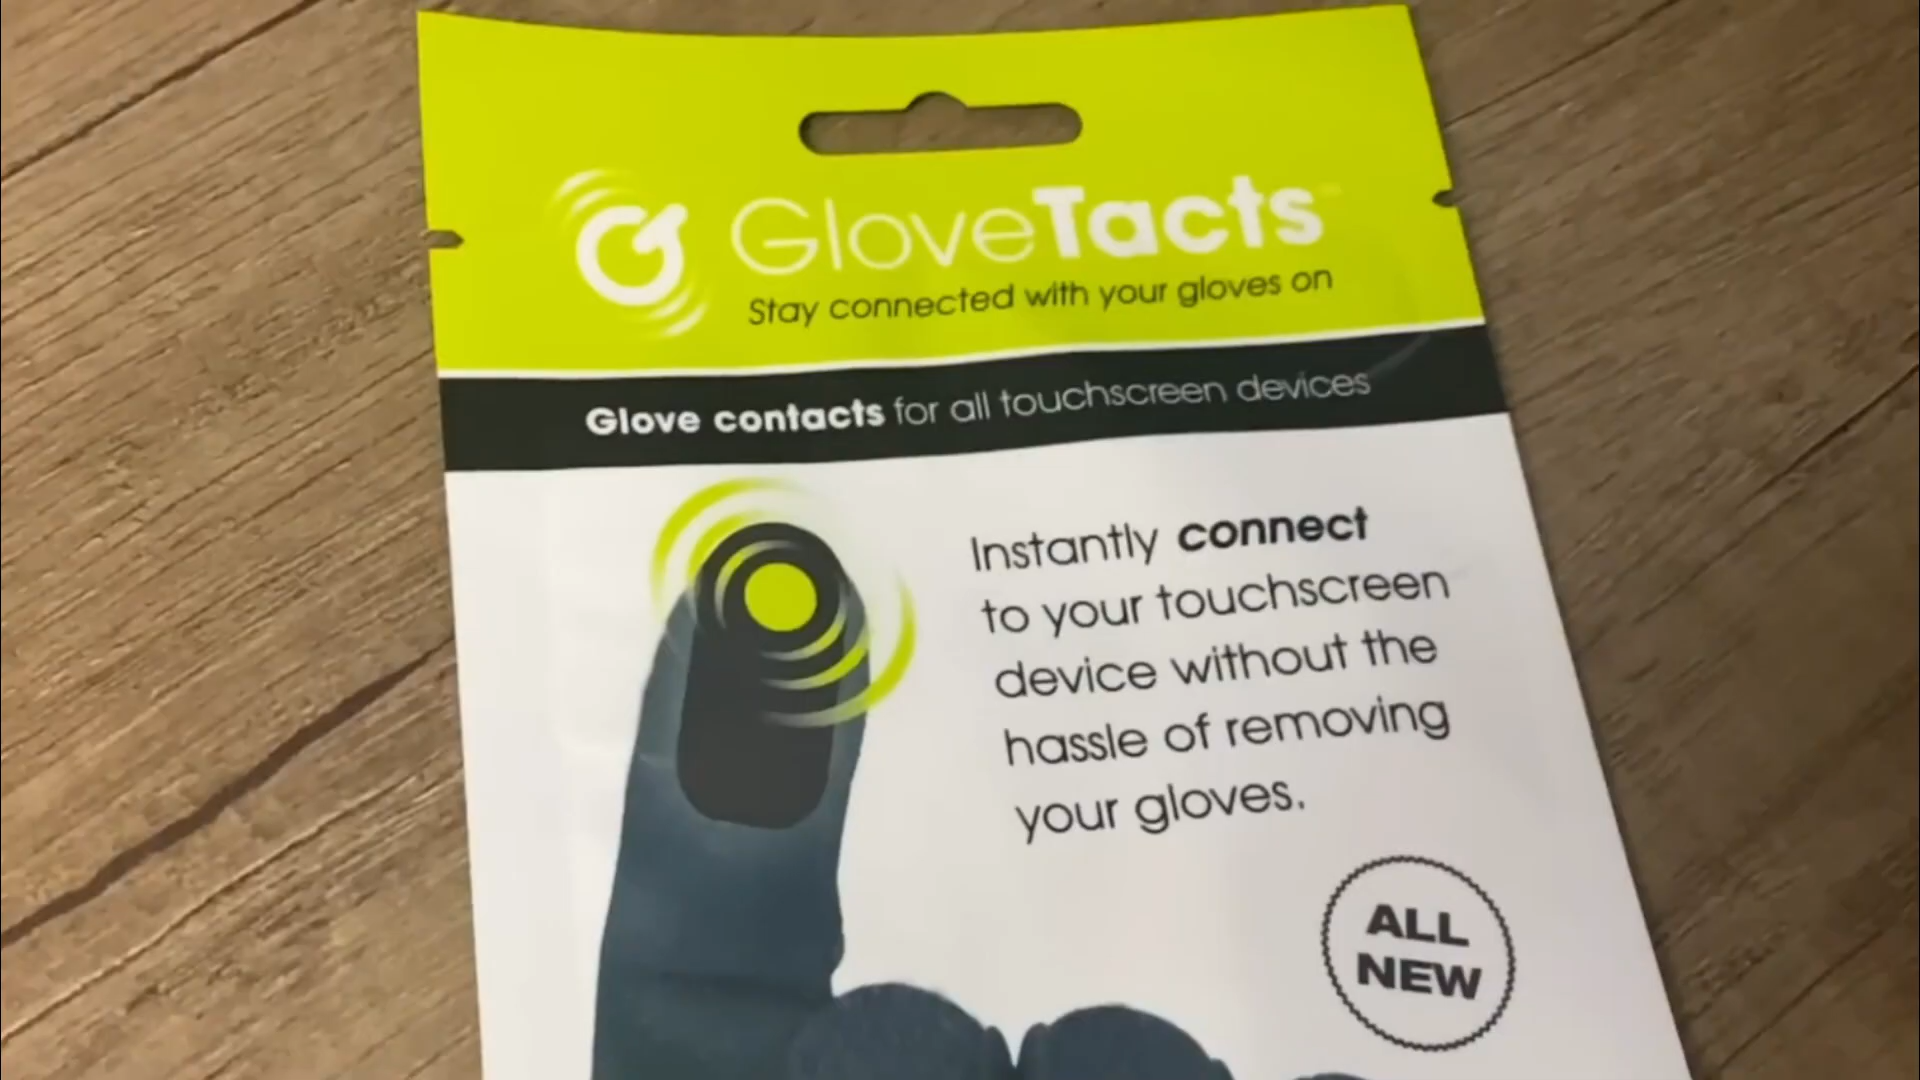 GloveTacts™
Stay connected with your gloves on
Glove contacts for all touchscreen devices
Instantly connect
to your touchscreen
device without the
hassle of removing
your gloves.
ALL
NEW